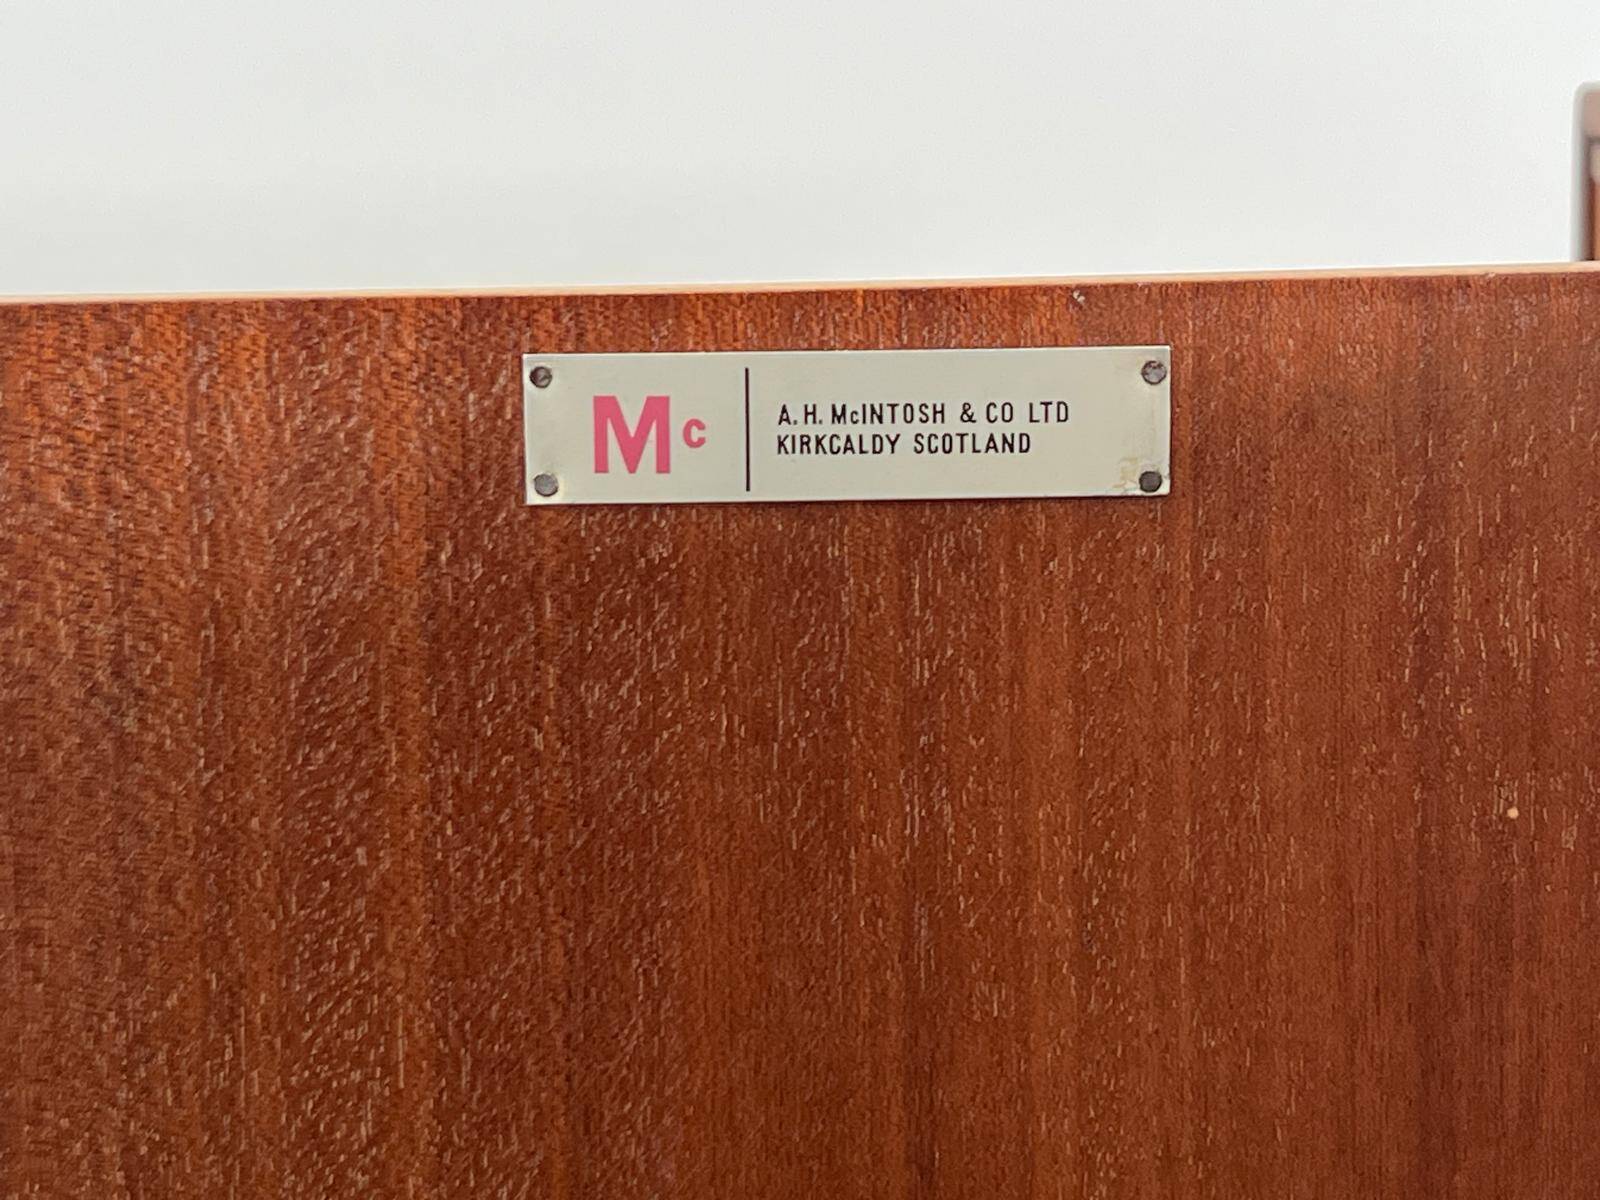 Mc
A. H. McINTOSH & CO LTD
KIRKCALDY SCOTLAND